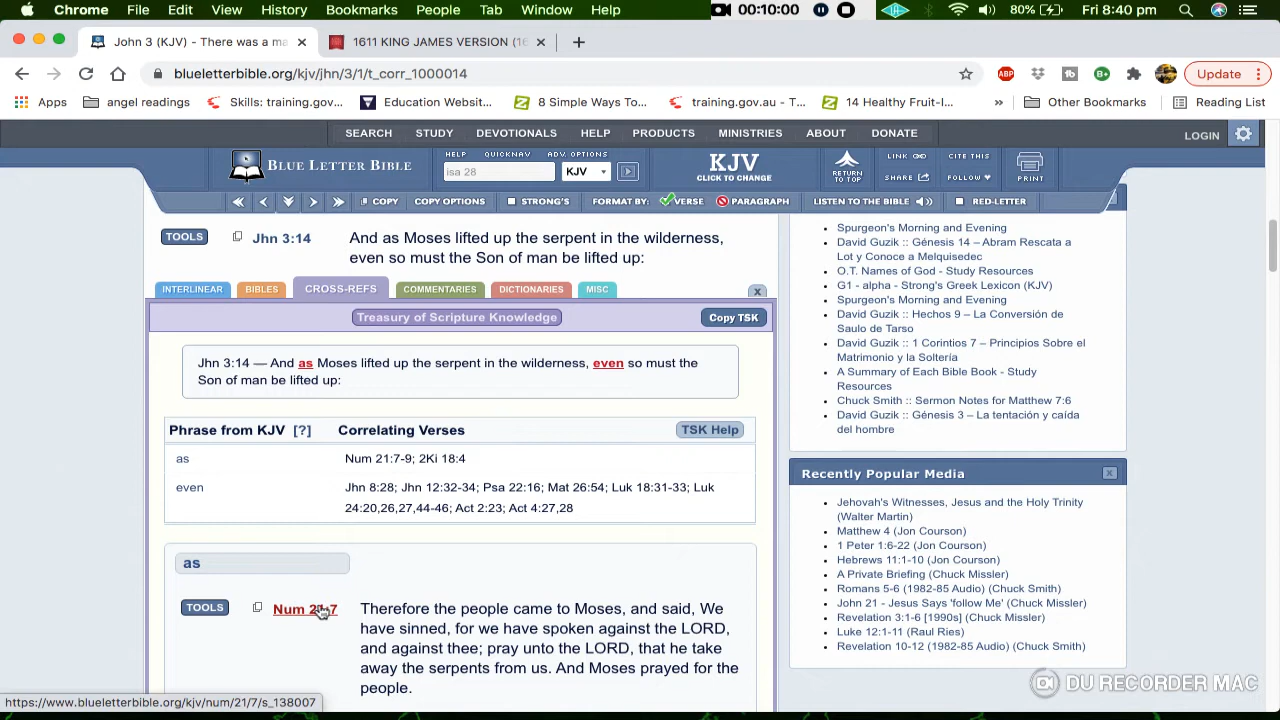 Chrome File Edit View History Bookmarks People Tab Window Help 00:10:00 80% Fri 8:40 pm
John 3 (KJV) - There was a ma × 1611 KING JAMES VERSION (16 × +
blueletterbible.org/kjv/jhn/3/1/t_corr_1000014 ABP tb B+ Update
Apps angel readings Skills: training.gov... Education Websit... 8 Simple Ways To... training.gov.au - T... 14 Healthy Fruit-I... » Other Bookmarks Reading List
SEARCH STUDY DEVOTIONALS HELP PRODUCTS MINISTRIES ABOUT DONATE LOGIN
HELP QUICKNAV ADV. OPTIONS
BLUE LETTER BIBLE isa 28 KJV KJV CLICK TO CHANGE RETURN TO TOP LINK CITE THIS SHARE FOLLOW PRINT
COPY COPY OPTIONS STRONG'S FORMAT BY: VERSE PARAGRAPH LISTEN TO THE BIBLE RED-LETTER
TOOLS Jhn 3:14 And as Moses lifted up the serpent in the wilderness,
even so must the Son of man be lifted up:
INTERLINEAR BIBLES CROSS-REFS COMMENTARIES DICTIONARIES MISC x
Treasury of Scripture Knowledge Copy TSK
Jhn 3:14 — And as Moses lifted up the serpent in the wilderness, even so must the
Son of man be lifted up:
Phrase from KJV [?] Correlating Verses TSK Help
as Num 21:7-9; 2Ki 18:4
even Jhn 8:28; Jhn 12:32-34; Psa 22:16; Mat 26:54; Luk 18:31-33; Luk
24:20,26,27,44-46; Act 2:23; Act 4:27,28
as
TOOLS Num 21:7 Therefore the people came to Moses, and said, We
have sinned, for we have spoken against the LORD,
and against thee; pray unto the LORD, that he take
away the serpents from us. And Moses prayed for the
people.
https://www.blueletterbible.org/kjv/num/21/7/s_138007
Spurgeon's Morning and Evening
David Guzik :: Génesis 14 – Abram Rescata a
Lot y Conoce a Melquisedec
O.T. Names of God - Study Resources
G1 - alpha - Strong's Greek Lexicon (KJV)
Spurgeon's Morning and Evening
David Guzik :: Hechos 9 – La Conversión de
Saulo de Tarso
David Guzik :: 1 Corintios 7 – Principios Sobre el
Matrimonio y la Soltería
A Summary of Each Bible Book - Study
Resources
Chuck Smith :: Sermon Notes for Matthew 7:6
David Guzik :: Génesis 3 – La tentación y caída
del hombre
Recently Popular Media x
Jehovah's Witnesses, Jesus and the Holy Trinity
(Walter Martin)
Matthew 4 (Jon Courson)
1 Peter 1:6-22 (Jon Courson)
Hebrews 11:1-10 (Jon Courson)
A Private Briefing (Chuck Missler)
Romans 5-6 (1982-85 Audio) (Chuck Smith)
John 21 - Jesus Says 'follow Me' (Chuck Missler)
Revelation 3:1-6 [1990s] (Chuck Missler)
Luke 12:1-11 (Raul Ries)
Revelation 10-12 (1982-85 Audio) (Chuck Smith)
DU RECORDER MAC